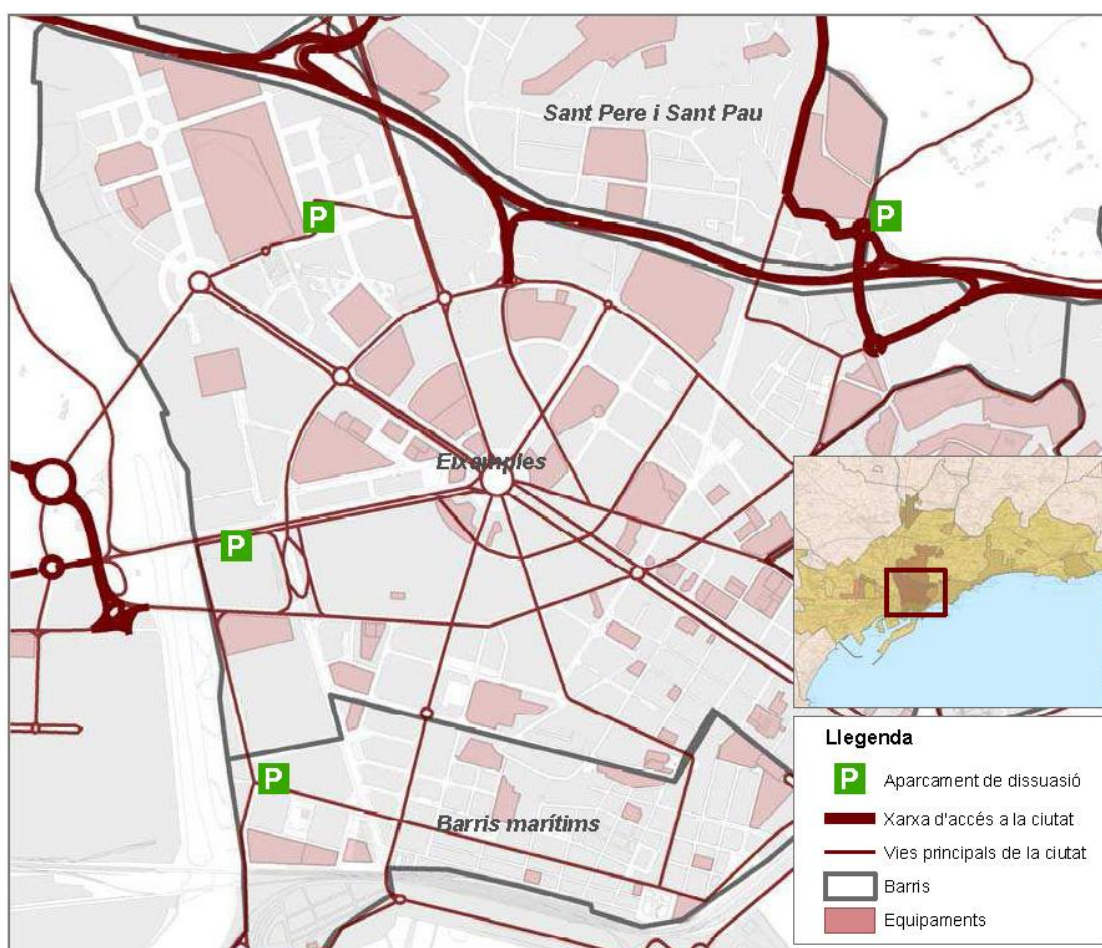 Sant Pere i Sant Pau
P
P
Eixamples
P
P
Barris marítims
Llegenda
P Aparcament de dissuasió
Xarxa d'accés a la ciutat
Vies principals de la ciutat
Barris
Equipaments